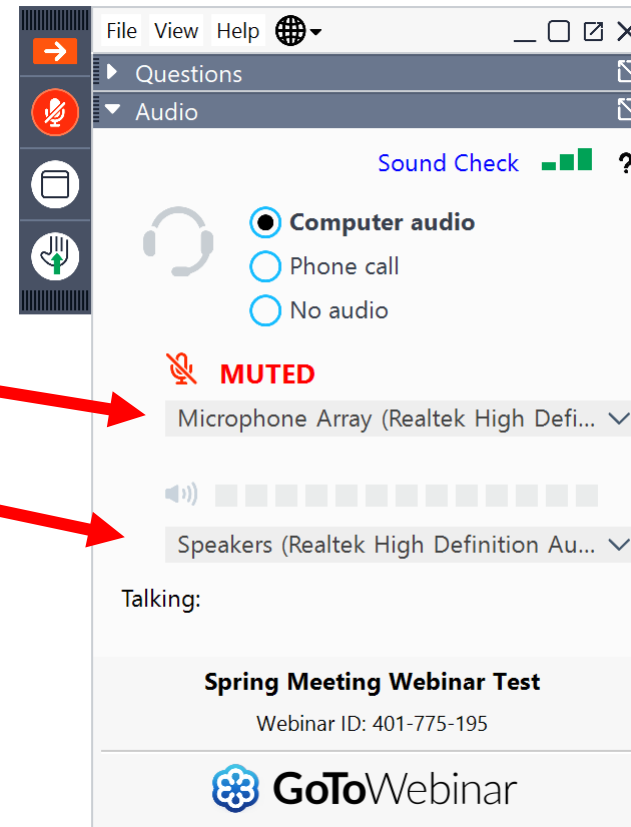 File View Help
Questions
Audio
Sound Check ?
Computer audio
Phone call
No audio
MUTED
Microphone Array (Realtek High Defi...
Speakers (Realtek High Definition Au...
Talking:
Spring Meeting Webinar Test
Webinar ID: 401-775-195
GoToWebinar